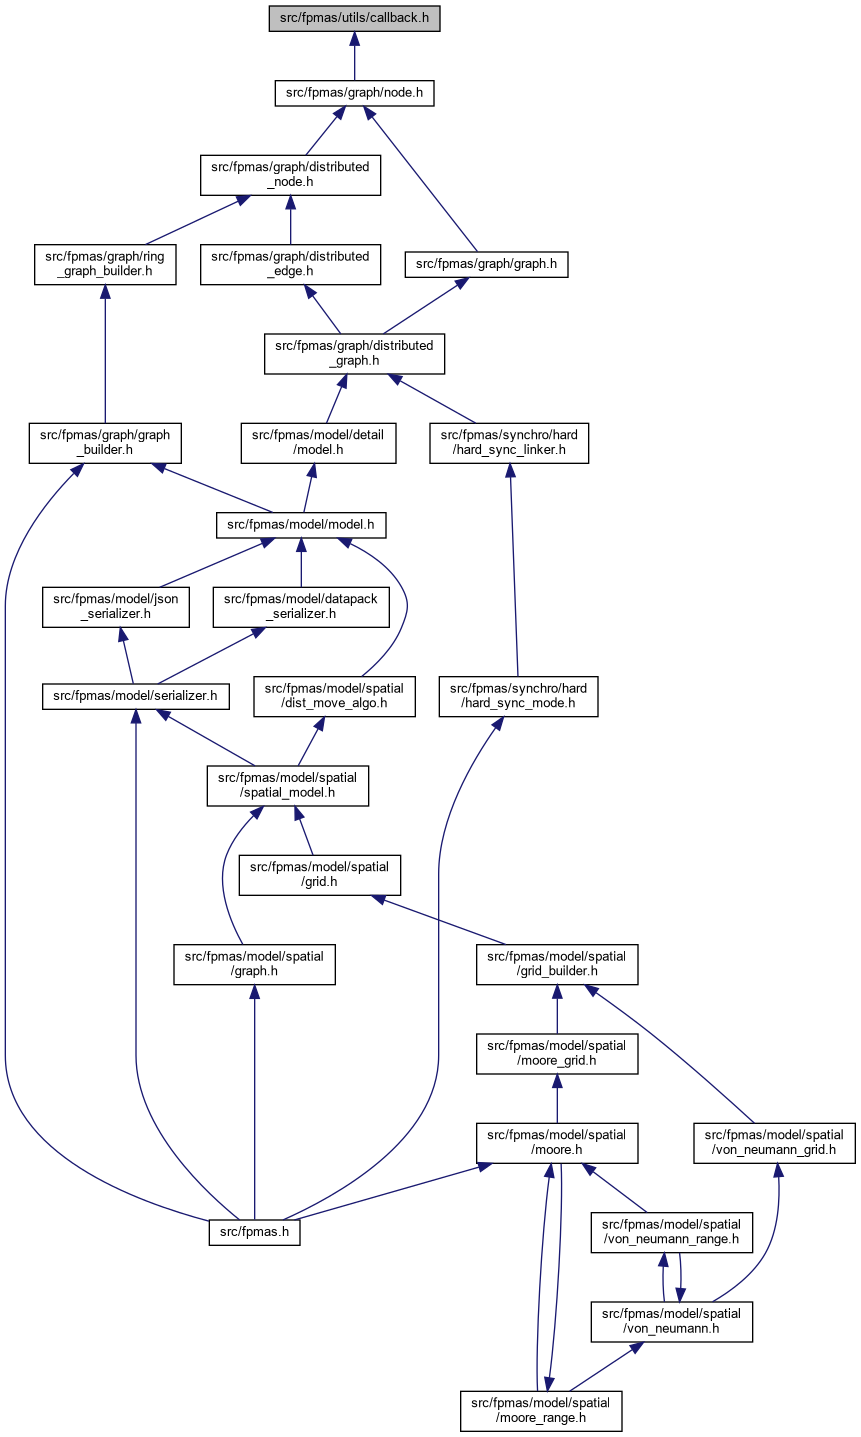 src/fpmas/utils/callback.h
src/fpmas/graph/node.h
src/fpmas/graph/distributed
_node.h
src/fpmas/graph/ring
_graph_builder.h
src/fpmas/graph/distributed
_edge.h
src/fpmas/graph/graph.h
src/fpmas/graph/distributed
_graph.h
src/fpmas/graph/graph
_builder.h
src/fpmas/model/detail
/model.h
src/fpmas/synchro/hard
/hard_sync_linker.h
src/fpmas/model/model.h
src/fpmas/model/json
_serializer.h
src/fpmas/model/datapack
_serializer.h
src/fpmas/model/serializer.h
src/fpmas/model/spatial
/dist_move_algo.h
src/fpmas/synchro/hard
/hard_sync_mode.h
src/fpmas/model/spatial
/spatial_model.h
src/fpmas/model/spatial
/grid.h
src/fpmas/model/spatial
/graph.h
src/fpmas/model/spatial
/grid_builder.h
src/fpmas/model/spatial
/moore_grid.h
src/fpmas/model/spatial
/moore.h
src/fpmas/model/spatial
/von_neumann_grid.h
src/fpmas.h
src/fpmas/model/spatial
/von_neumann_range.h
src/fpmas/model/spatial
/von_neumann.h
src/fpmas/model/spatial
/moore_range.h